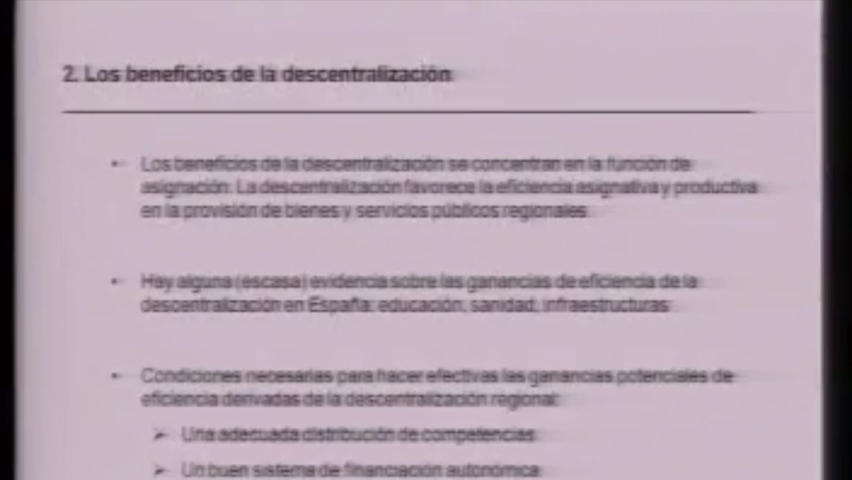 2. Los beneficios de la descentralización
Los beneficios de la descentralización se concentran en la función de
asignación. La descentralización favorece la eficiencia asignativa y productiva
en la provisión de bienes y servicios públicos regionales
Hay alguna (escasa) evidencia sobre las ganancias de eficiencia de la
descentralización en España: educación, sanidad, infraestructuras
Condiciones necesarias para hacer efectivas las ganancias potenciales de
eficiencia derivadas de la descentralización regional:
Una adecuada distribución de competencias
Un buen sistema de financiación autonómica